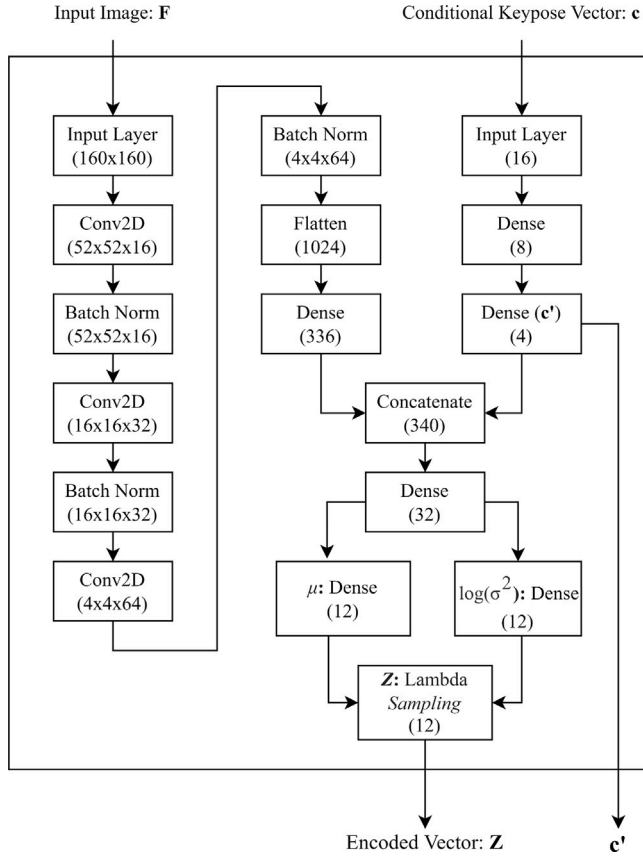 Input Image: F
Conditional Keypose Vector: c
Input Layer
(160x160)
Conv2D
(52x52x16)
Batch Norm
(52x52x16)
Conv2D
(16x16x32)
Batch Norm
(16x16x32)
Conv2D
(4x4x64)
Batch Norm
(4x4x64)
Flatten
(1024)
Dense
(336)
Input Layer
(16)
Dense
(8)
Dense (c')
(4)
Concatenate
(340)
Dense
(32)
μ: Dense
(12)
log(σ²): Dense
(12)
Z: Lambda
Sampling
(12)
Encoded Vector: Z
c'